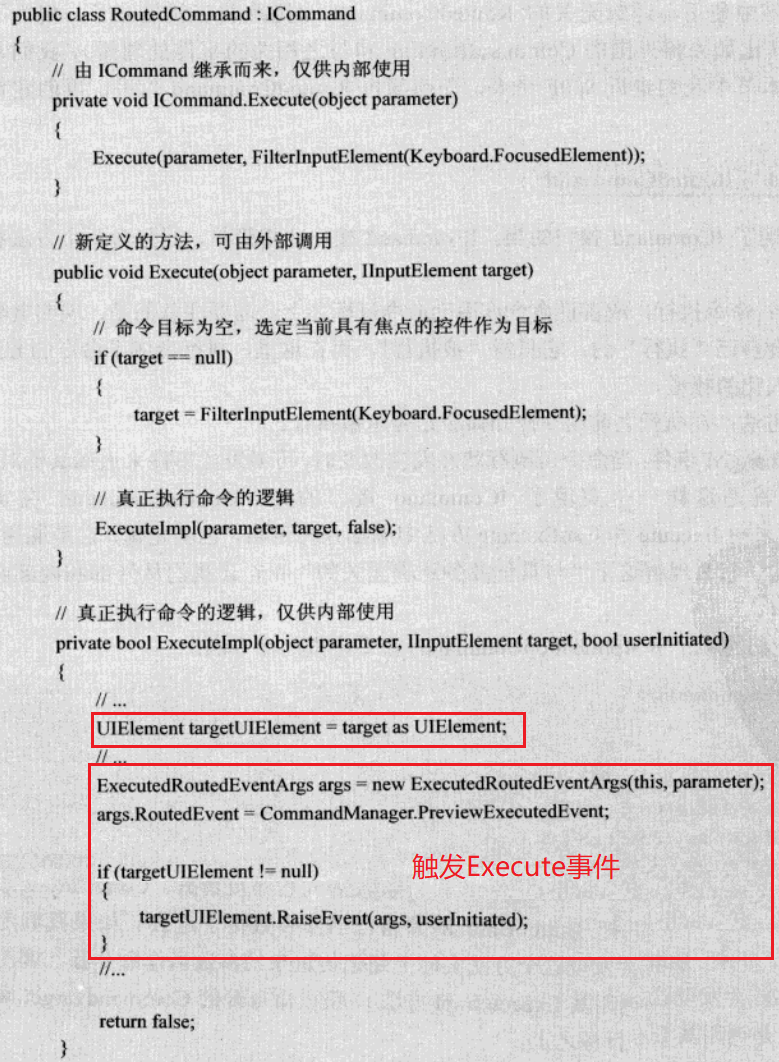 public class RoutedCommand : ICommand
{
// 由 ICommand 继承而来，仅供内部使用
private void ICommand.Execute(object parameter)
{
Execute(parameter, FilterInputElement(Keyboard.FocusedElement));
}
// 新定义的方法，可由外部调用
public void Execute(object parameter, IInputElement target)
{
// 命令目标为空，选定当前具有焦点的控件作为目标
if (target == null)
{
target = FilterInputElement(Keyboard.FocusedElement);
}
// 真正执行命令的逻辑
ExecuteImpl(parameter, target, false);
}
// 真正执行命令的逻辑，仅供内部使用
private bool ExecuteImpl(object parameter, IInputElement target, bool userInitiated)
{
// ...
UIElement targetUIElement = target as UIElement;
// ...
ExecutedRoutedEventArgs args = new ExecutedRoutedEventArgs(this, parameter);
args.RoutedEvent = CommandManager.PreviewExecutedEvent;
if (targetUIElement != null) 触发Execute事件
{
targetUIElement.RaiseEvent(args, userInitiated);
}
//...
return false;
}